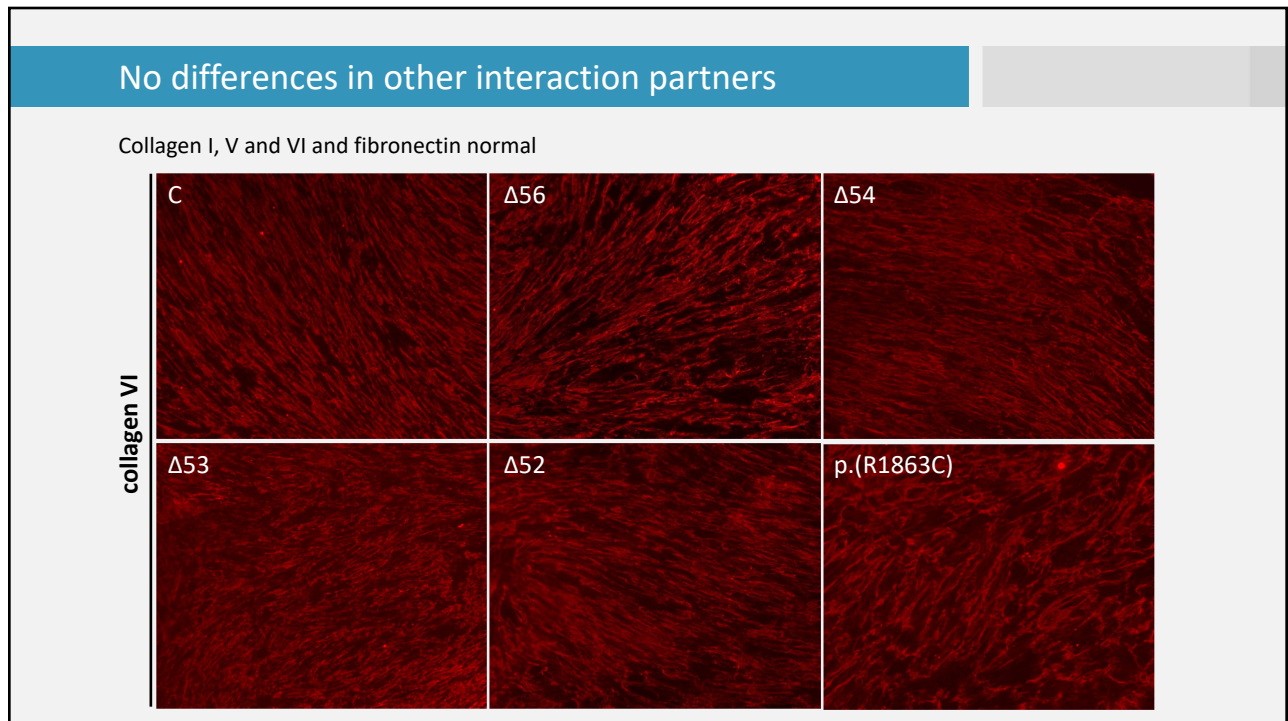 No differences in other interaction partners
Collagen I, V and VI and fibronectin normal
collagen VI
C
Δ56
Δ54
Δ53
Δ52
p.(R1863C)